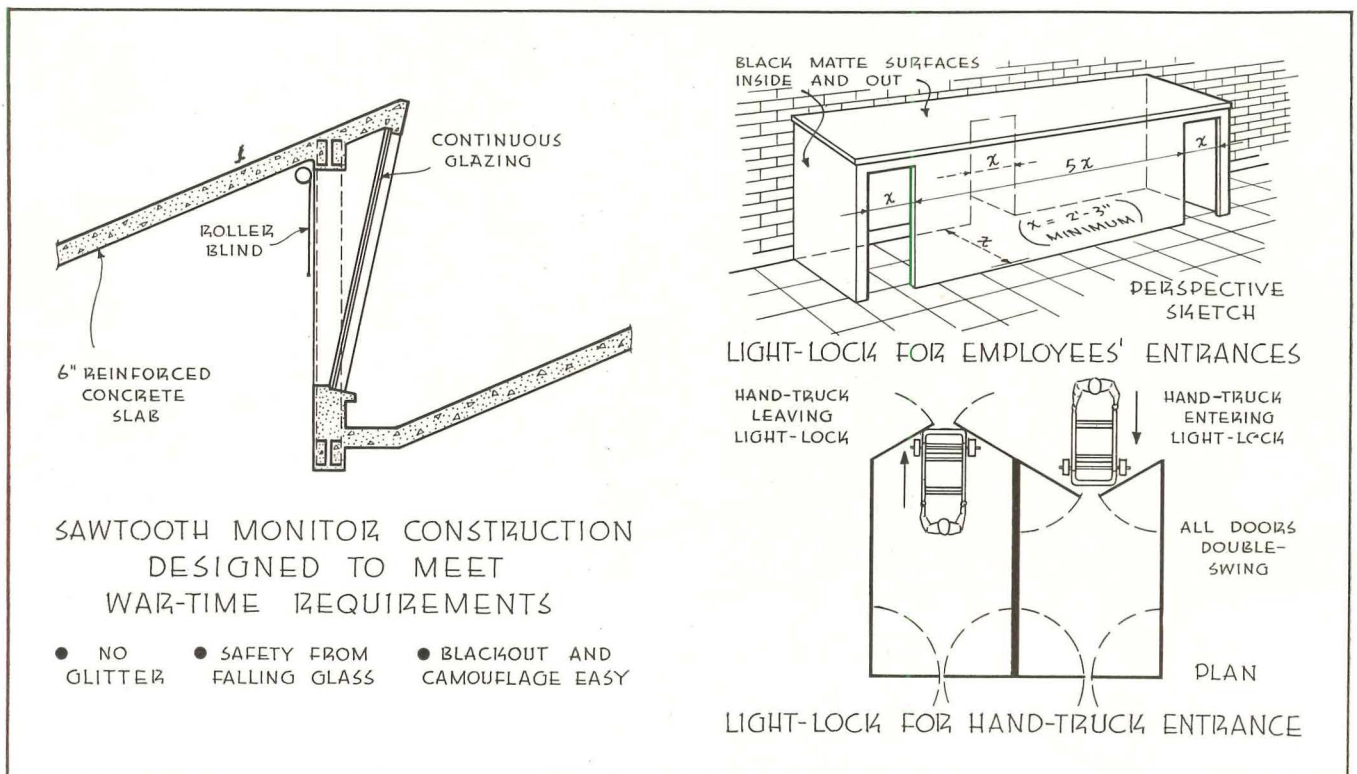 CONTINUOUS
GLAZING
ROLLER
BLIND
6" REINFORCED
CONCRETE
SLAB
SAWTOOTH MONITOR CONSTRUCTION
DESIGNED TO MEET
WAR-TIME REQUIREMENTS
● NO
GLITTER
● SAFETY FROM
FALLING GLASS
● BLACKOUT AND
CAMOUFLAGE EASY
BLACK MATTE SURFACES
INSIDE AND OUT
x
5x
x
x
(x = 2'-3"
MINIMUM)
z
PERSPECTIVE
SKETCH
LIGHT-LOCK FOR EMPLOYEES' ENTRANCES
HAND-TRUCK
LEAVING
LIGHT-LOCK
HAND-TRUCK
ENTERING
LIGHT-LOCK
ALL DOORS
DOUBLE-
SWING
PLAN
LIGHT-LOCK FOR HAND-TRUCK ENTRANCE